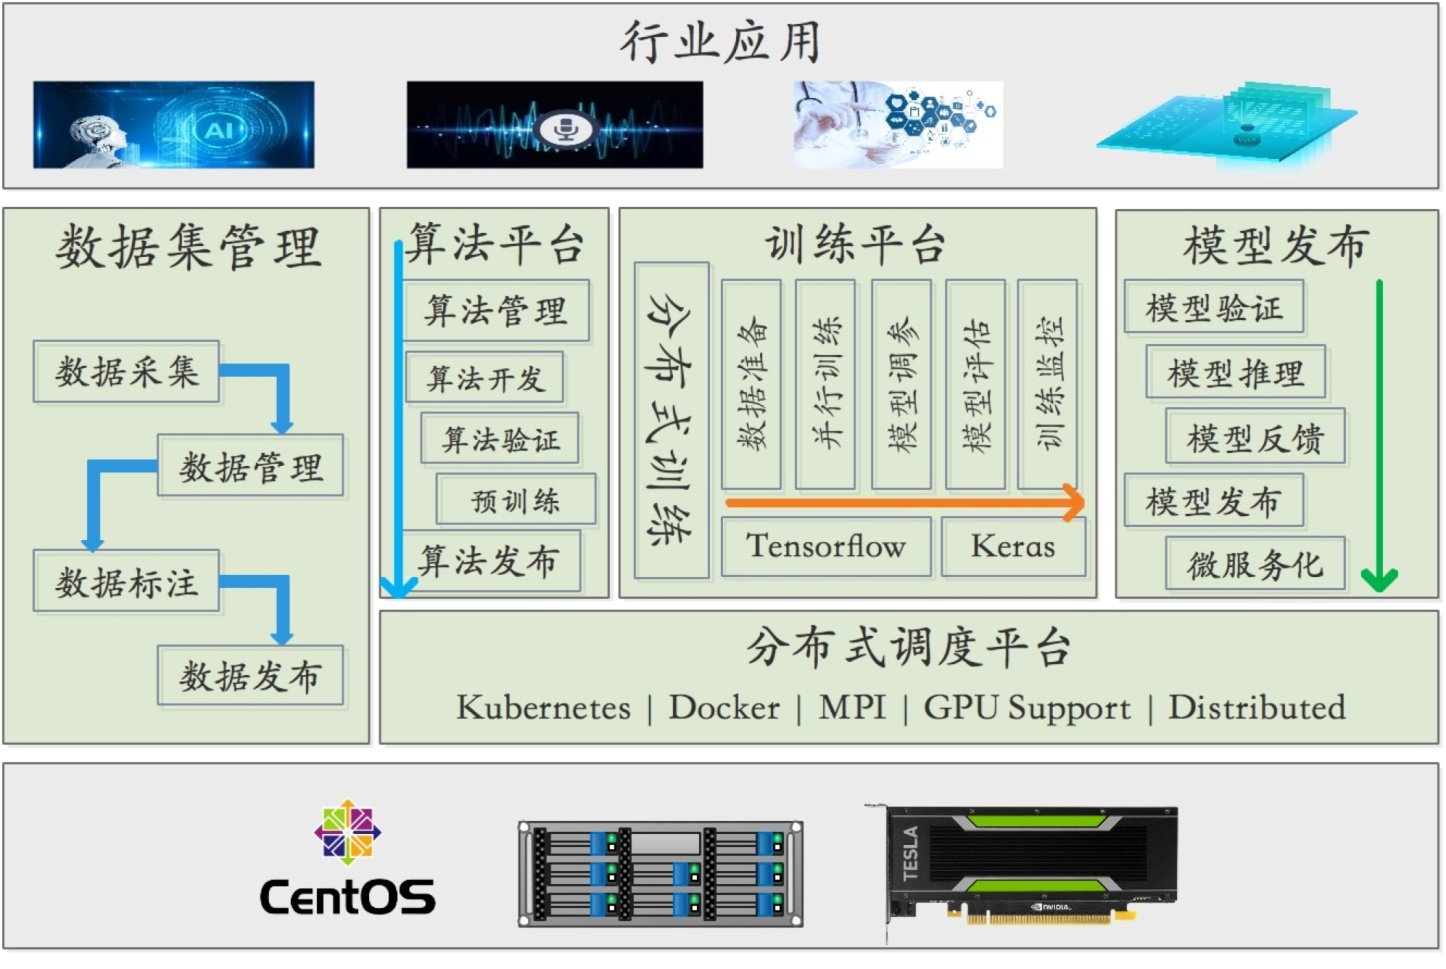 行业应用
AI
数据集管理
数据采集
数据管理
数据标注
数据发布
算法平台
算法管理
算法开发
算法验证
预训练
算法发布
训练平台
分布式训练
数据准备
并行训练
模型调参
模型评估
训练监控
Tensorflow
Keras
模型发布
模型验证
模型推理
模型反馈
模型发布
微服务化
分布式调度平台
Kubernetes | Docker | MPI | GPU Support | Distributed
CentOS
TESLA
NVIDIA